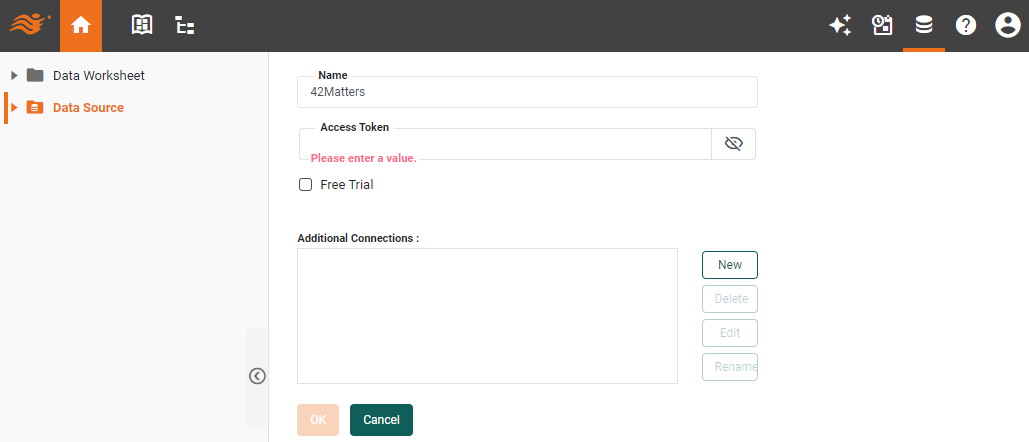 Data Worksheet
Data Source
Name
42Matters
Access Token
Please enter a value.
Free Trial
Additional Connections :
New
Delete
Edit
Rename
OK
Cancel